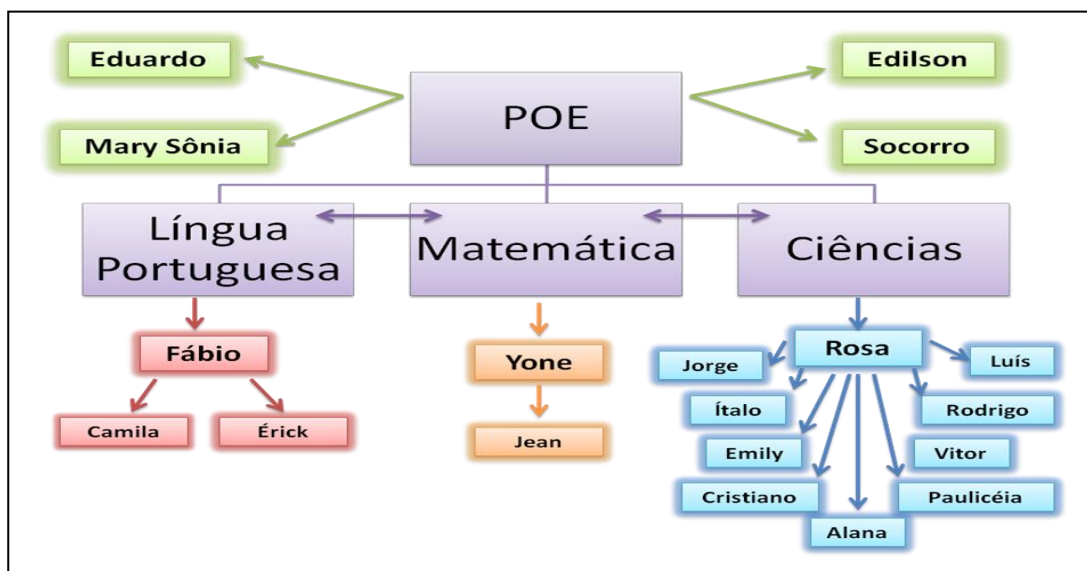 Eduardo
Edilson
POE
Mary Sônia
Socorro
Língua
Portuguesa
Matemática
Ciências
Fábio
Yone
Rosa
Jorge
Luís
Camila
Érick
Jean
Ítalo
Rodrigo
Emily
Vitor
Cristiano
Paulicéia
Alana